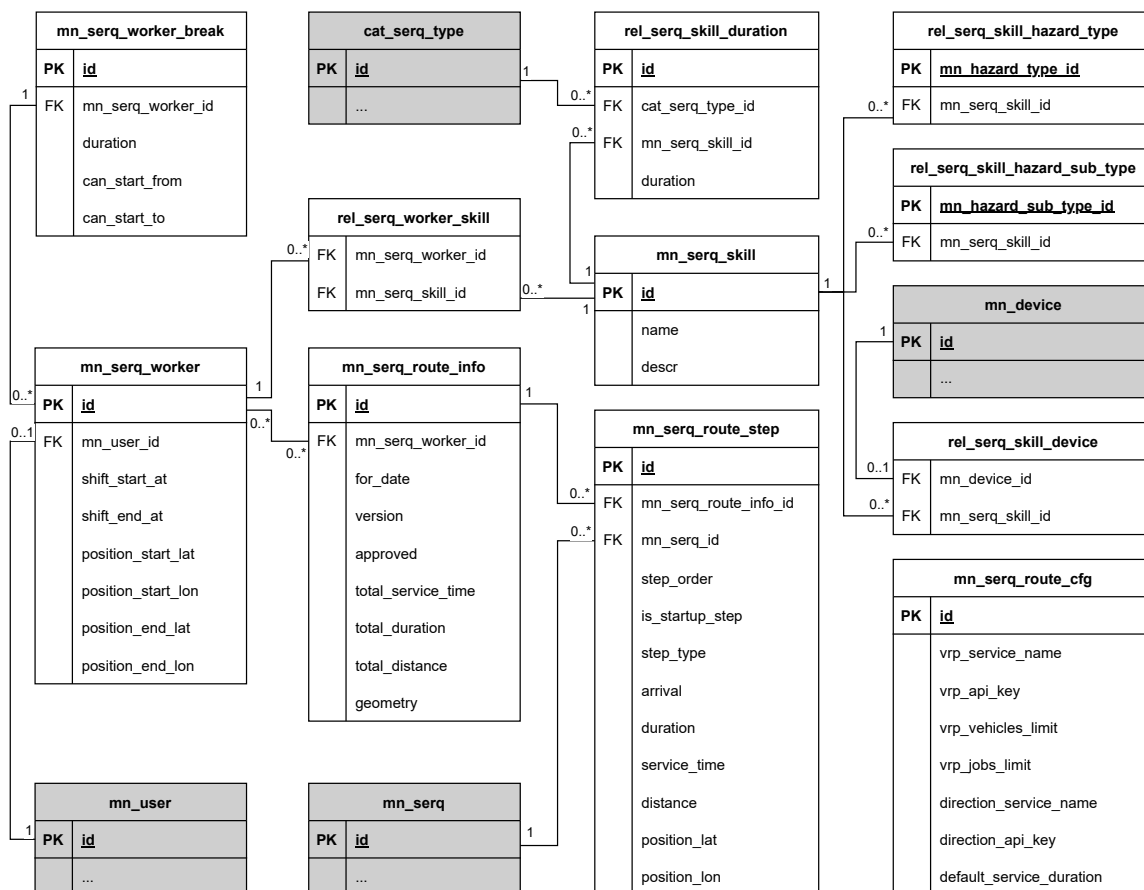 mn_serq_worker_break
PK id
FK mn_serq_worker_id
duration
can_start_from
can_start_to
cat_serq_type
PK id
...
rel_serq_skill_duration
PK id
FK cat_serq_type_id
FK mn_serq_skill_id
duration
rel_serq_skill_hazard_type
PK mn_hazard_type_id
FK mn_serq_skill_id
rel_serq_skill_hazard_sub_type
PK mn_hazard_sub_type_id
FK mn_serq_skill_id
rel_serq_worker_skill
FK mn_serq_worker_id
FK mn_serq_skill_id
mn_serq_skill
PK id
name
descr
mn_device
PK id
...
mn_serq_worker
PK id
FK mn_user_id
shift_start_at
shift_end_at
position_start_lat
position_start_lon
position_end_lat
position_end_lon
mn_serq_route_info
PK id
FK mn_serq_worker_id
for_date
version
approved
total_service_time
total_duration
total_distance
geometry
mn_serq_route_step
PK id
FK mn_serq_route_info_id
FK mn_serq_id
step_order
is_startup_step
step_type
arrival
duration
service_time
distance
position_lat
position_lon
rel_serq_skill_device
FK mn_device_id
FK mn_serq_skill_id
mn_serq_route_cfg
PK id
vrp_service_name
vrp_api_key
vrp_vehicles_limit
vrp_jobs_limit
direction_service_name
direction_api_key
default_service_duration
mn_user
PK id
...
mn_serq
PK id
...
1
0..*
1
0..*
0..*
1
0..*
1
0..*
1
0..*
0..*
1
0..*
0..*
1
0..*
0..*
1
1
0..1
0..*
0..1
1